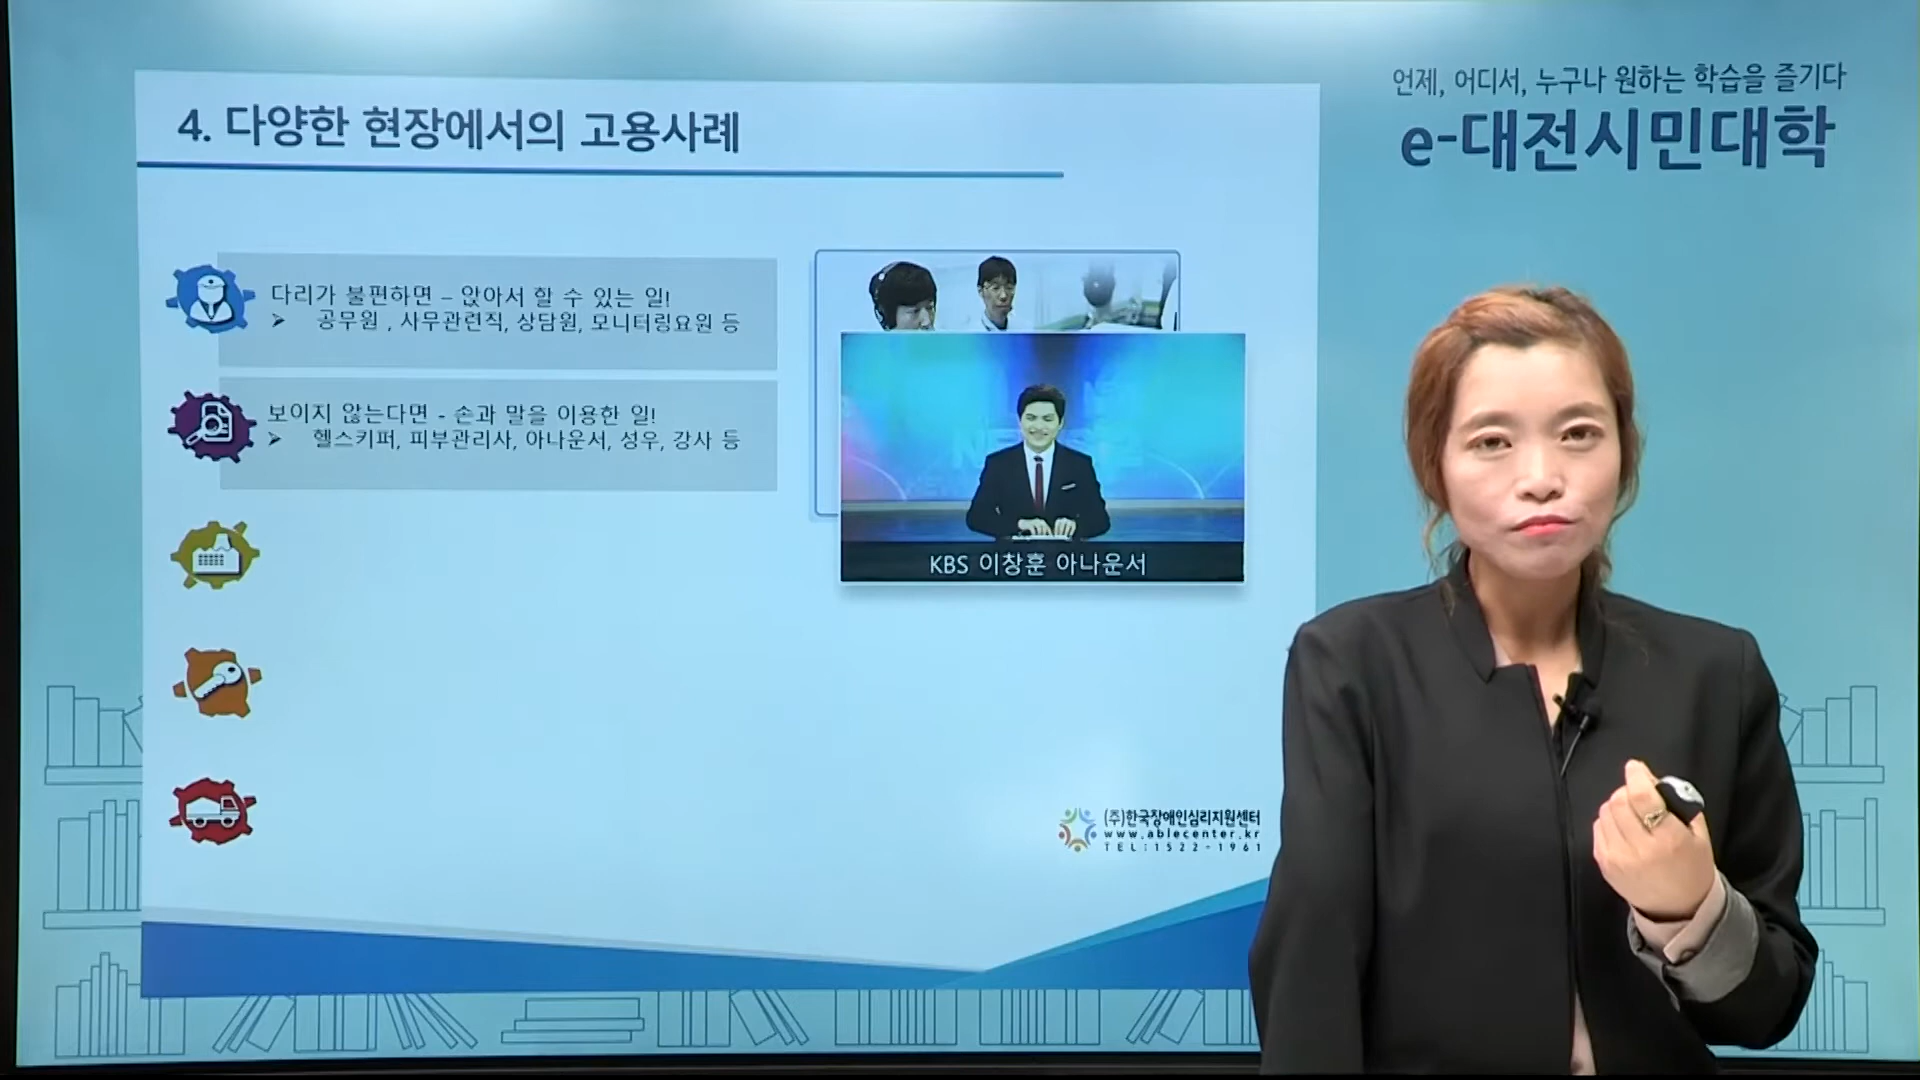 언제, 어디서, 누구나 원하는 학습을 즐기다
e-대전시민대학
4. 다양한 현장에서의 고용사례
다리가 불편하면 – 앉아서 할 수 있는 일!
➢ 공무원 , 사무관련직, 상담원, 모니터링요원 등
보이지 않는다면 - 손과 말을 이용한 일!
➢ 헬스키퍼, 피부관리사, 아나운서, 성우, 강사 등
KBS 이창훈 아나운서
(주)한국장애인심리지원센터
www.ablecenter.kr
TEL:1522-1961